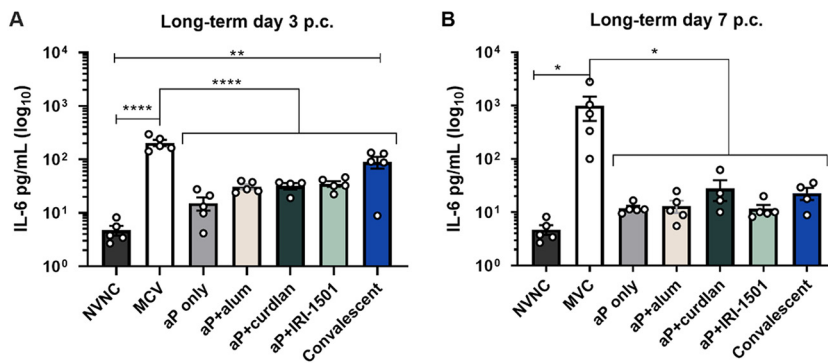 A
Long-term day 3 p.c.
IL-6 pg/mL (log10)
10⁴
10³
10²
10¹
10⁰
**
****
****
NVNC
MCV
aP only
aP+alum
aP+curdlan
aP+IRI-1501
Convalescent
B
Long-term day 7 p.c.
IL-6 pg/mL (log10)
10⁴
10³
10²
10¹
10⁰
*
*
NVNC
MVC
aP only
aP+alum
aP+curdlan
aP+IRI-1501
Convalescent